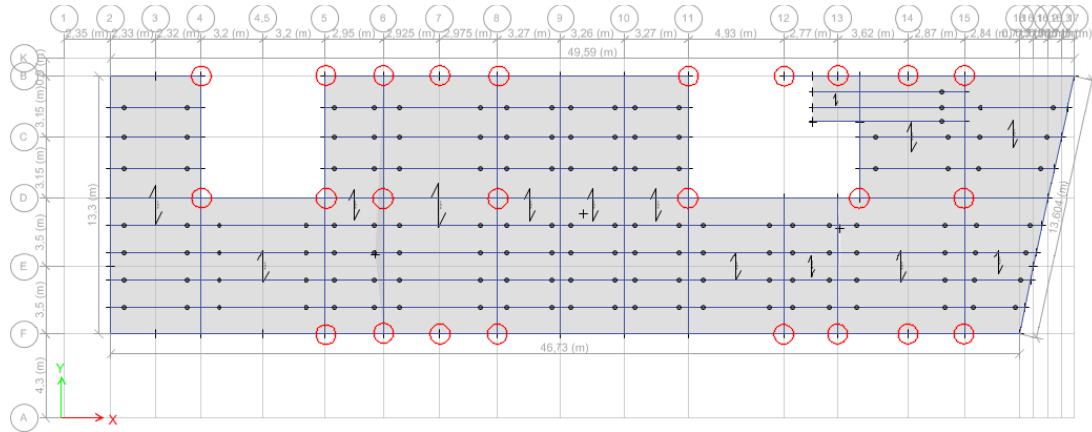 1 2 3 4 4,5 5 6 7 8 9 10 11 12 13 14 15 17
2,35 (m) 2,33 (m) 2,32 (m) 3,2 (m) 3,2 (m) 2,95 (m) 2,925 (m) 2,975 (m) 3,27 (m) 3,26 (m) 3,27 (m) 4,93 (m) 2,77 (m) 3,62 (m) 2,87 (m) 2,84 (m)
49,59 (m)
K
B
3,15 (m)
C
3,15 (m)
D
13,3 (m)
13,604 (m)
3,5 (m)
E
3,5 (m)
F
46,73 (m)
4,3 (m)
Y
A
X